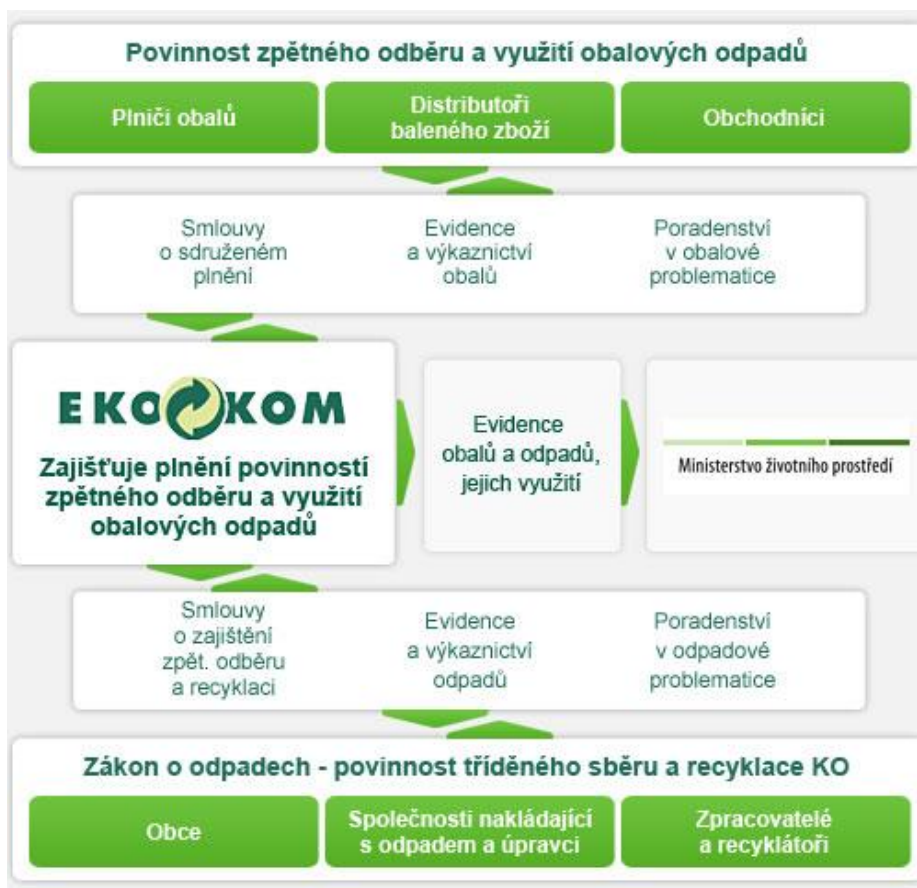 Povinnost zpětného odběru a využití obalových odpadů
Plniči obalů
Distributoři
baleného zboží
Obchodníci
Smlouvy
o sdruženém
plnění
Evidence
a výkaznictví
obalů
Poradenství
v obalové
problematice
EKO KOM
Zajišťuje plnění povinností
zpětného odběru a využití
obalových odpadů
Evidence
obalů a odpadů,
jejich využití
Ministerstvo životního prostředí
Smlouvy
o zajištění
zpět. odběru
a recyklaci
Evidence
a výkaznictví
odpadů
Poradenství
v odpadové
problematice
Zákon o odpadech - povinnost tříděného sběru a recyklace KO
Obce
Společnosti nakládající
s odpadem a úpravci
Zpracovatelé
a recyklátoři